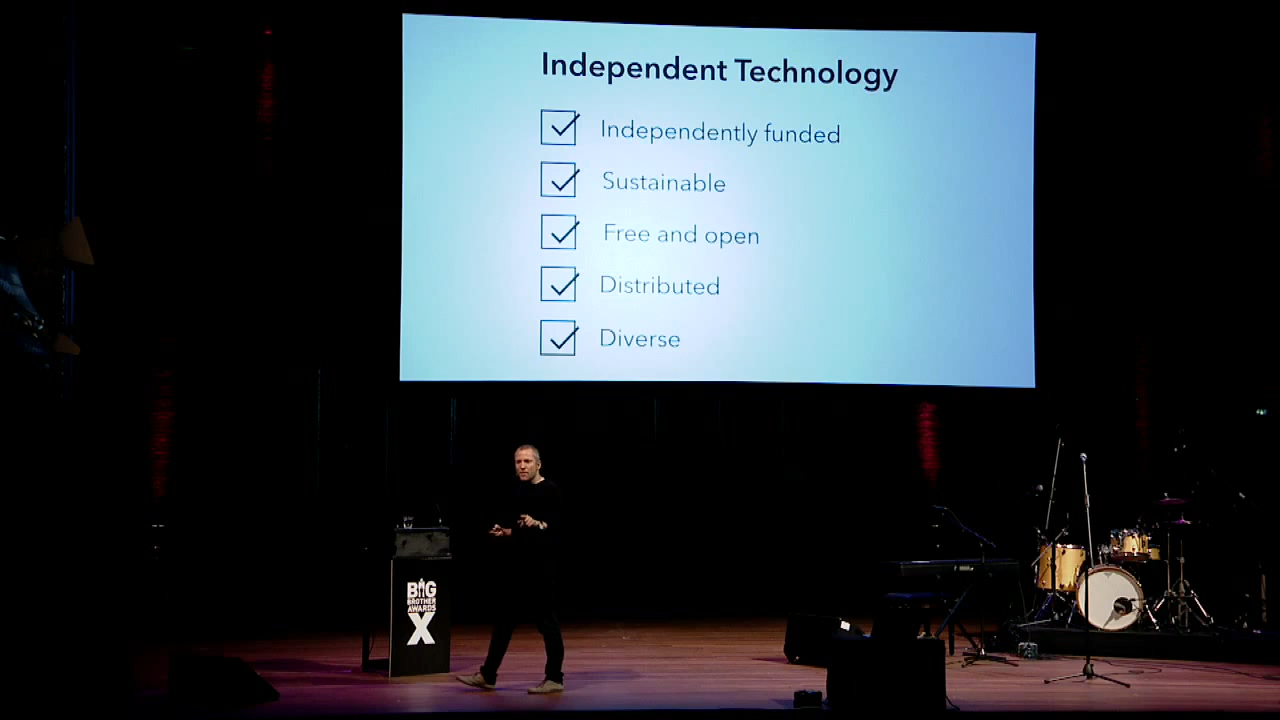 Independent Technology
Independently funded
Sustainable
Free and open
Distributed
Diverse
BIG
BROTHER
AWARDS
X